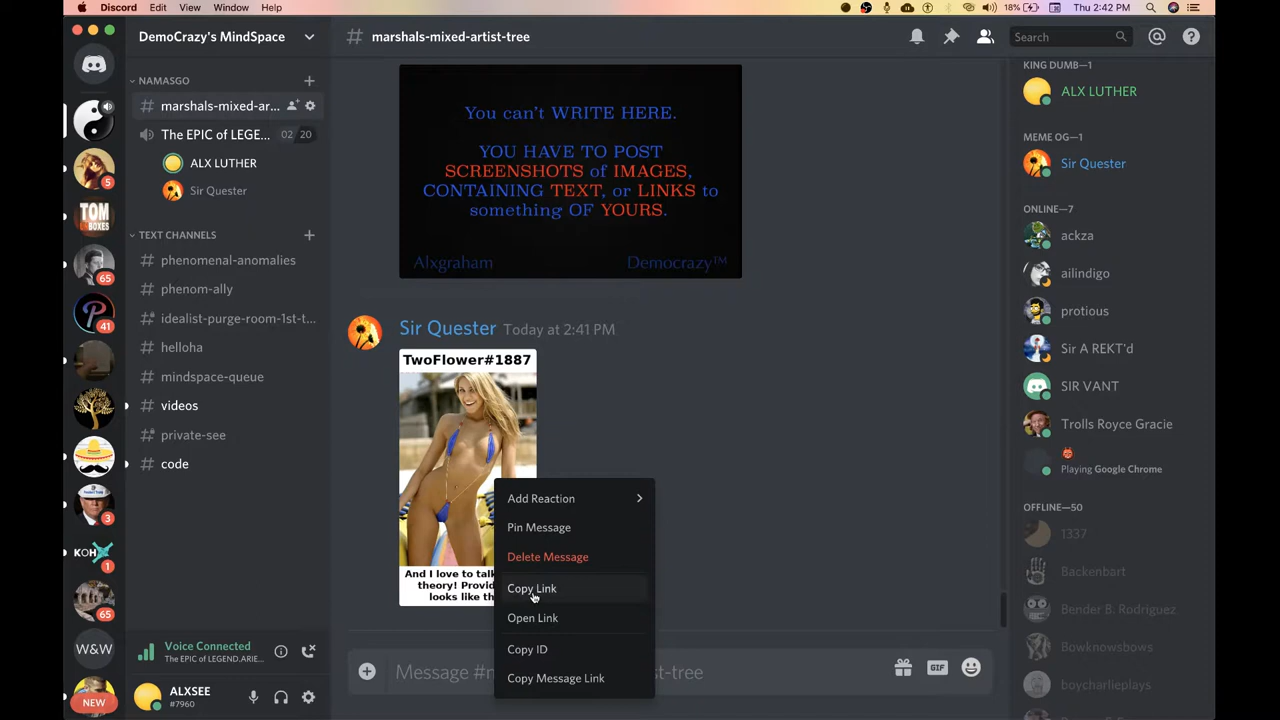 Discord Edit View Window Help
18% Thu 2:42 PM
DemoCrazy's MindSpace
# marshals-mixed-artist-tree
Search
NAMASGO
# marshals-mixed-ar...
The EPIC of LEGE... 02 20
ALX LUTHER
Sir Quester
TEXT CHANNELS
# phenomenal-anomalies
# phenom-ally
# idealist-purge-room-1st-t...
# helloha
# mindspace-queue
# videos
# private-see
# code
5
TOM
BOXES
65
41
3
KOH
1
65
W&W
NEW
Voice Connected
The EPIC of LEGEND.ARIE...
ALXSEE
#7960
You can't WRITE HERE.
YOU HAVE TO POST
SCREENSHOTS of IMAGES,
CONTAINING TEXT, or LINKS to
something OF YOURS.
Alxgraham Democrazy™
Sir Quester Today at 2:41 PM
TwoFlower#1887
And I love to talk
theory! Provid
looks like th
Add Reaction
Pin Message
Delete Message
Copy Link
Open Link
Copy ID
Copy Message Link
Message #m st-tree
GIF
KING DUMB—1
ALX LUTHER
MEME OG—1
Sir Quester
ONLINE—7
ackza
ailindigo
protious
Sir A REKT'd
SIR VANT
Trolls Royce Gracie
Playing Google Chrome
OFFLINE—50
1337
Backenbart
Bender B. Rodriguez
Bowknowsbows
boycharlieplays